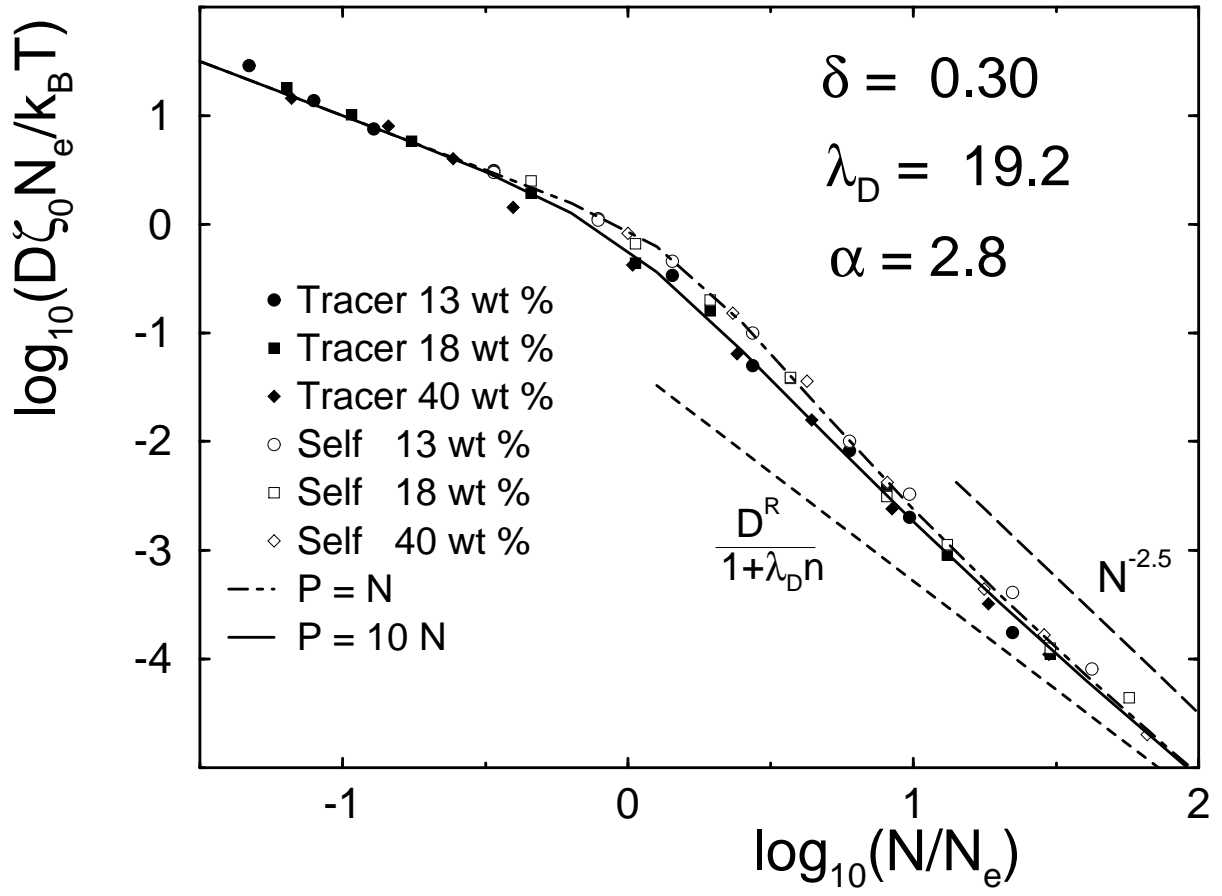 log₁₀(Dζ₀Nₑ/k_BT)
1
0
-1
-2
-3
-4
δ = 0.30
λ_D = 19.2
α = 2.8
Tracer 13 wt %
Tracer 18 wt %
Tracer 40 wt %
Self 13 wt %
Self 18 wt %
Self 40 wt %
P = N
P = 10 N
D^R
1+λ_Dn
N^-2.5
-1
0
1
2
log₁₀(N/Nₑ)